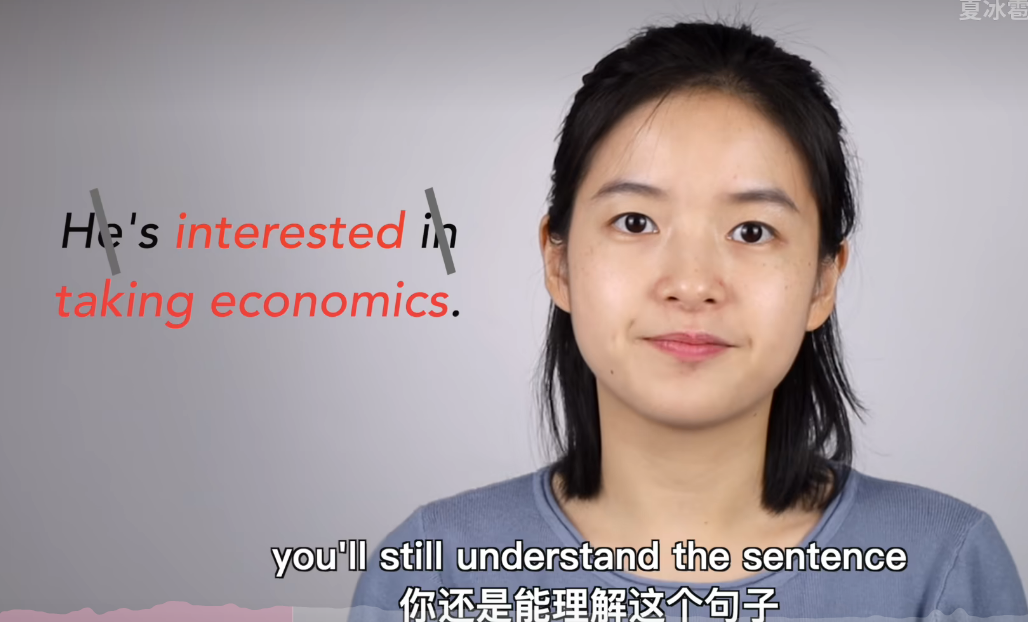 夏冰雹
He's interested in
taking economics.
you'll still understand the sentence
你还是能理解这个句子